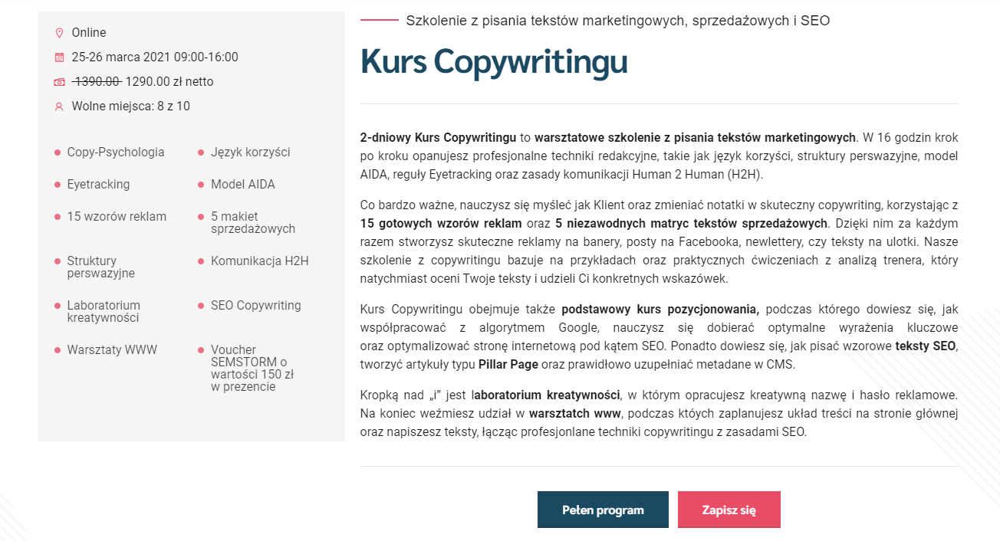 Online
25-26 marca 2021 09:00-16:00
1390.00 1290.00 zł netto
Wolne miejsca: 8 z 10
Copy-Psychologia
Język korzyści
Eyetracking
Model AIDA
15 wzorów reklam
5 makiet
sprzedażowych
Struktury
perswazyjne
Komunikacja H2H
Laboratorium
kreatywności
SEO Copywriting
Warsztaty WWW
Voucher
SEMSTORM o
wartości 150 zł
w prezencie
Szkolenie z pisania tekstów marketingowych, sprzedażowych i SEO
Kurs Copywritingu
2-dniowy Kurs Copywritingu to warsztatowe szkolenie z pisania tekstów marketingowych. W 16 godzin krok
po kroku opanujesz profesjonalne techniki redakcyjne, takie jak język korzyści, struktury perswazyjne, model
AIDA, reguły Eyetracking oraz zasady komunikacji Human 2 Human (H2H).
Co bardzo ważne, nauczysz się myśleć jak Klient oraz zmieniać notatki w skuteczny copywriting, korzystając z
15 gotowych wzorów reklam oraz 5 niezawodnych matryc tekstów sprzedażowych. Dzięki nim za każdym
razem stworzysz skuteczne reklamy na banery, posty na Facebooka, newlettery, czy teksty na ulotki. Nasze
szkolenie z copywritingu bazuje na przykładach oraz praktycznych ćwiczeniach z analizą trenera, który
natychmiast oceni Twoje teksty i udzieli Ci konkretnych wskazówek.
Kurs Copywritingu obejmuje także podstawowy kurs pozycjonowania, podczas którego dowiesz się, jak
współpracować z algorytmem Google, nauczysz się dobierać optymalne wyrażenia kluczowe
oraz optymalizować stronę internetową pod kątem SEO. Ponadto dowiesz się, jak pisać wzorowe teksty SEO,
tworzyć artykuły typu Pillar Page oraz prawidłowo uzupełniać metadane w CMS.
Kropką nad „i” jest laboratorium kreatywności, w którym opracujesz kreatywną nazwę i hasło reklamowe.
Na koniec weźmiesz udział w warsztatch www, podczas któych zaplanujesz układ treści na stronie głównej
oraz napiszesz teksty, łącząc profesjonlane techniki copywritingu z zasadami SEO.
Pełen program
Zapisz się